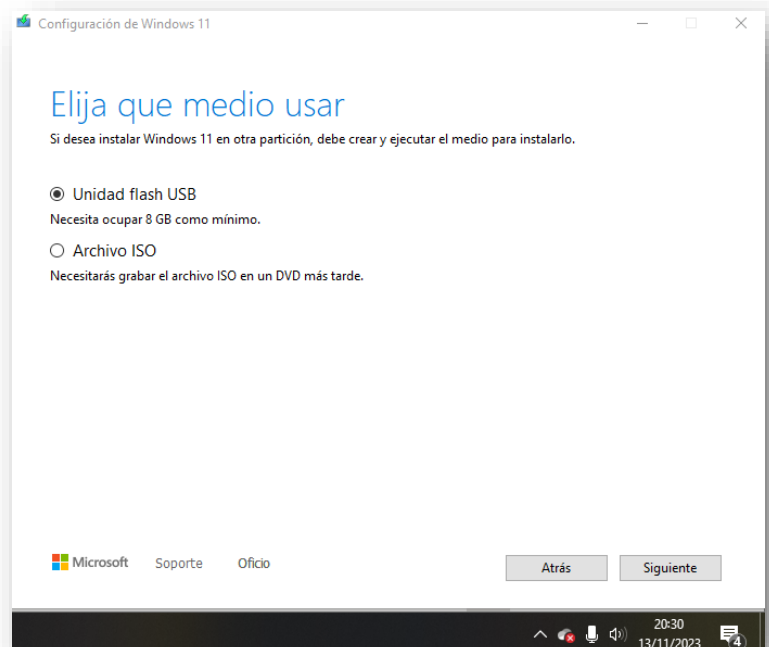 Configuración de Windows 11
Elija que medio usar
Si desea instalar Windows 11 en otra partición, debe crear y ejecutar el medio para instalarlo.
Unidad flash USB
Necesita ocupar 8 GB como mínimo.
Archivo ISO
Necesitarás grabar el archivo ISO en un DVD más tarde.
Microsoft Soporte Oficio
Atrás Siguiente
20:30
13/11/2023
4